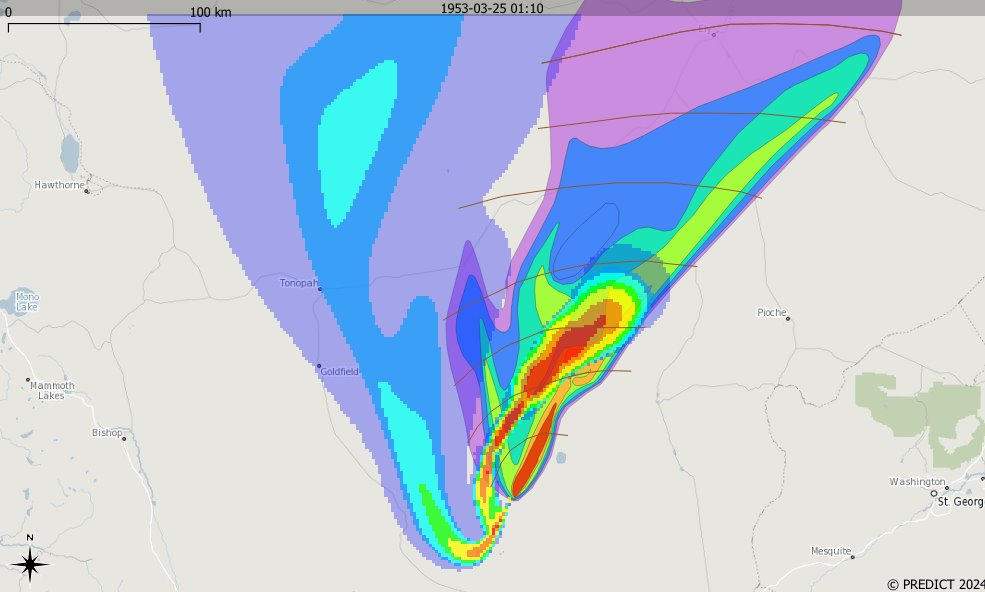 0
100 km
1953-03-25 01:10
Ely
Hawthorne
Tonopah
Mono
Lake
Pioche
Goldfield
Mammoth
Lakes
Bishop
Washington
St. Georg
Mesquite
N
© PREDICT 2024